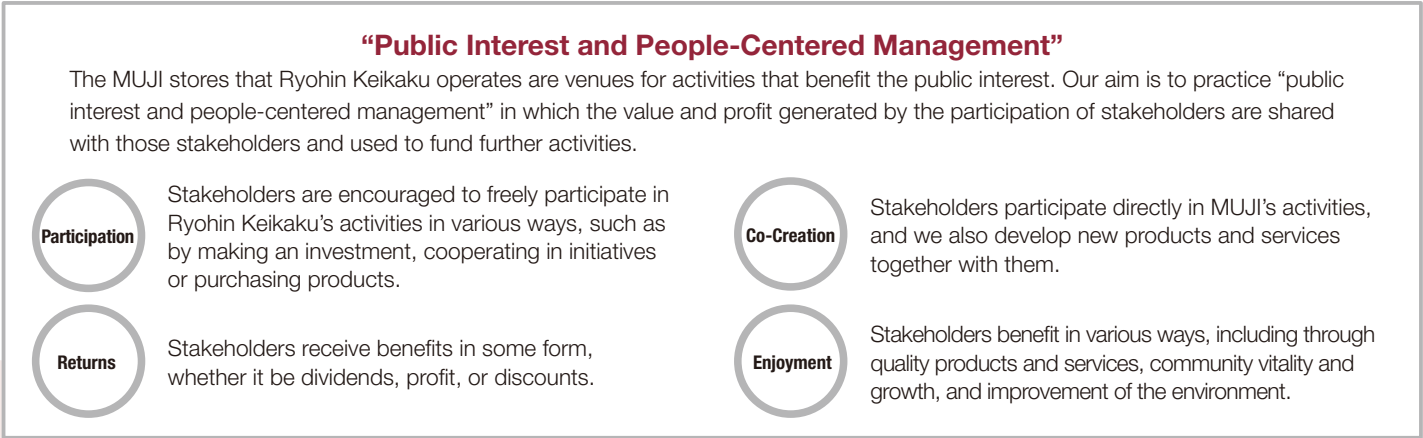 “Public Interest and People-Centered Management”
The MUJI stores that Ryohin Keikaku operates are venues for activities that benefit the public interest. Our aim is to practice “public
interest and people-centered management” in which the value and profit generated by the participation of stakeholders are shared
with those stakeholders and used to fund further activities.
Participation
Stakeholders are encouraged to freely participate in
Ryohin Keikaku’s activities in various ways, such as
by making an investment, cooperating in initiatives
or purchasing products.
Co-Creation
Stakeholders participate directly in MUJI’s activities,
and we also develop new products and services
together with them.
Returns
Stakeholders receive benefits in some form,
whether it be dividends, profit, or discounts.
Enjoyment
Stakeholders benefit in various ways, including through
quality products and services, community vitality and
growth, and improvement of the environment.